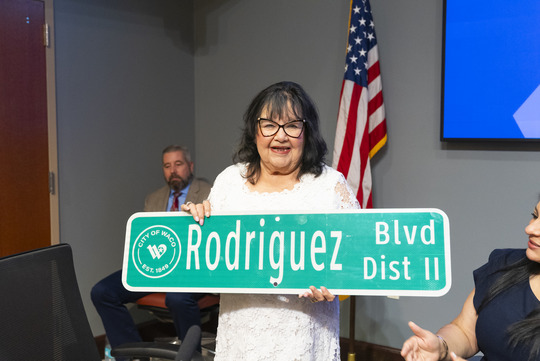 CITY OF WACO
EST. 1849
Rodriguez
Blvd
Dist II